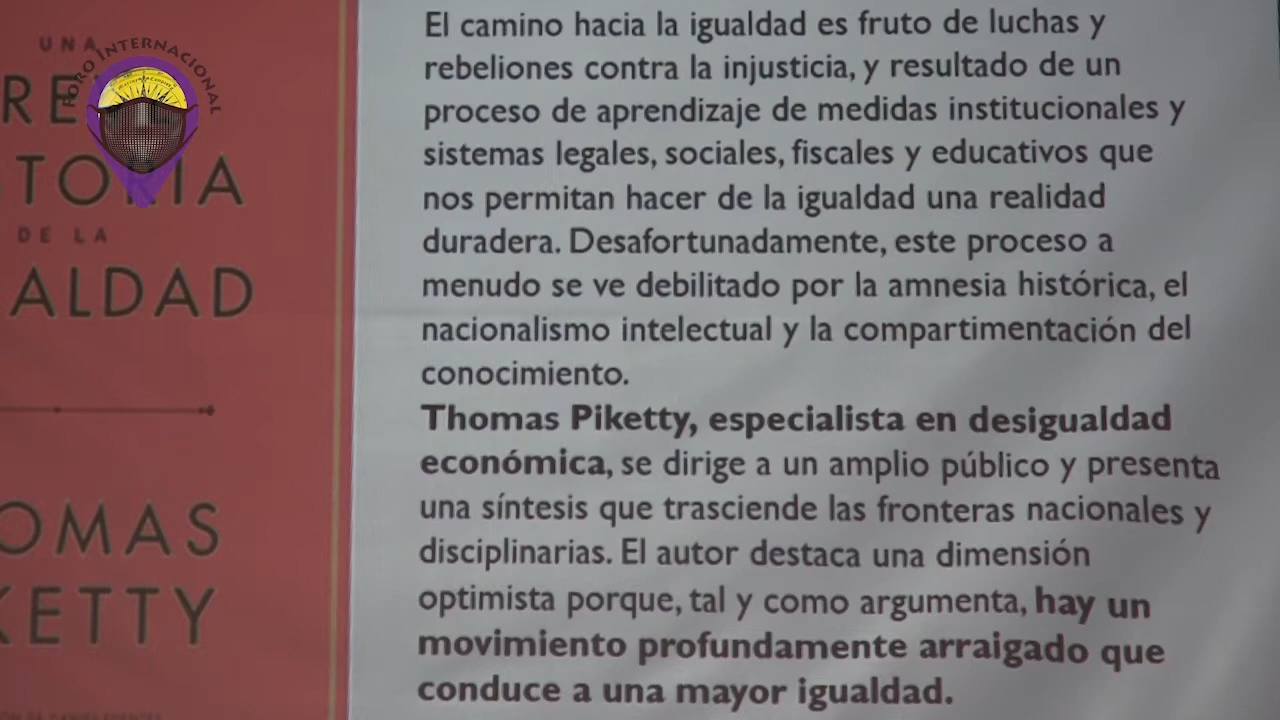 UNA
FORO INTERNACIONAL
DE LA
ALDAD
OMAS
KETTY
El camino hacia la igualdad es fruto de luchas y
rebeliones contra la injusticia, y resultado de un
proceso de aprendizaje de medidas institucionales y
sistemas legales, sociales, fiscales y educativos que
nos permitan hacer de la igualdad una realidad
duradera. Desafortunadamente, este proceso a
menudo se ve debilitado por la amnesia histórica, el
nacionalismo intelectual y la compartimentación del
conocimiento.
Thomas Piketty, especialista en desigualdad
económica, se dirige a un amplio público y presenta
una síntesis que trasciende las fronteras nacionales y
disciplinarias. El autor destaca una dimensión
optimista porque, tal y como argumenta, hay un
movimiento profundamente arraigado que
conduce a una mayor igualdad.